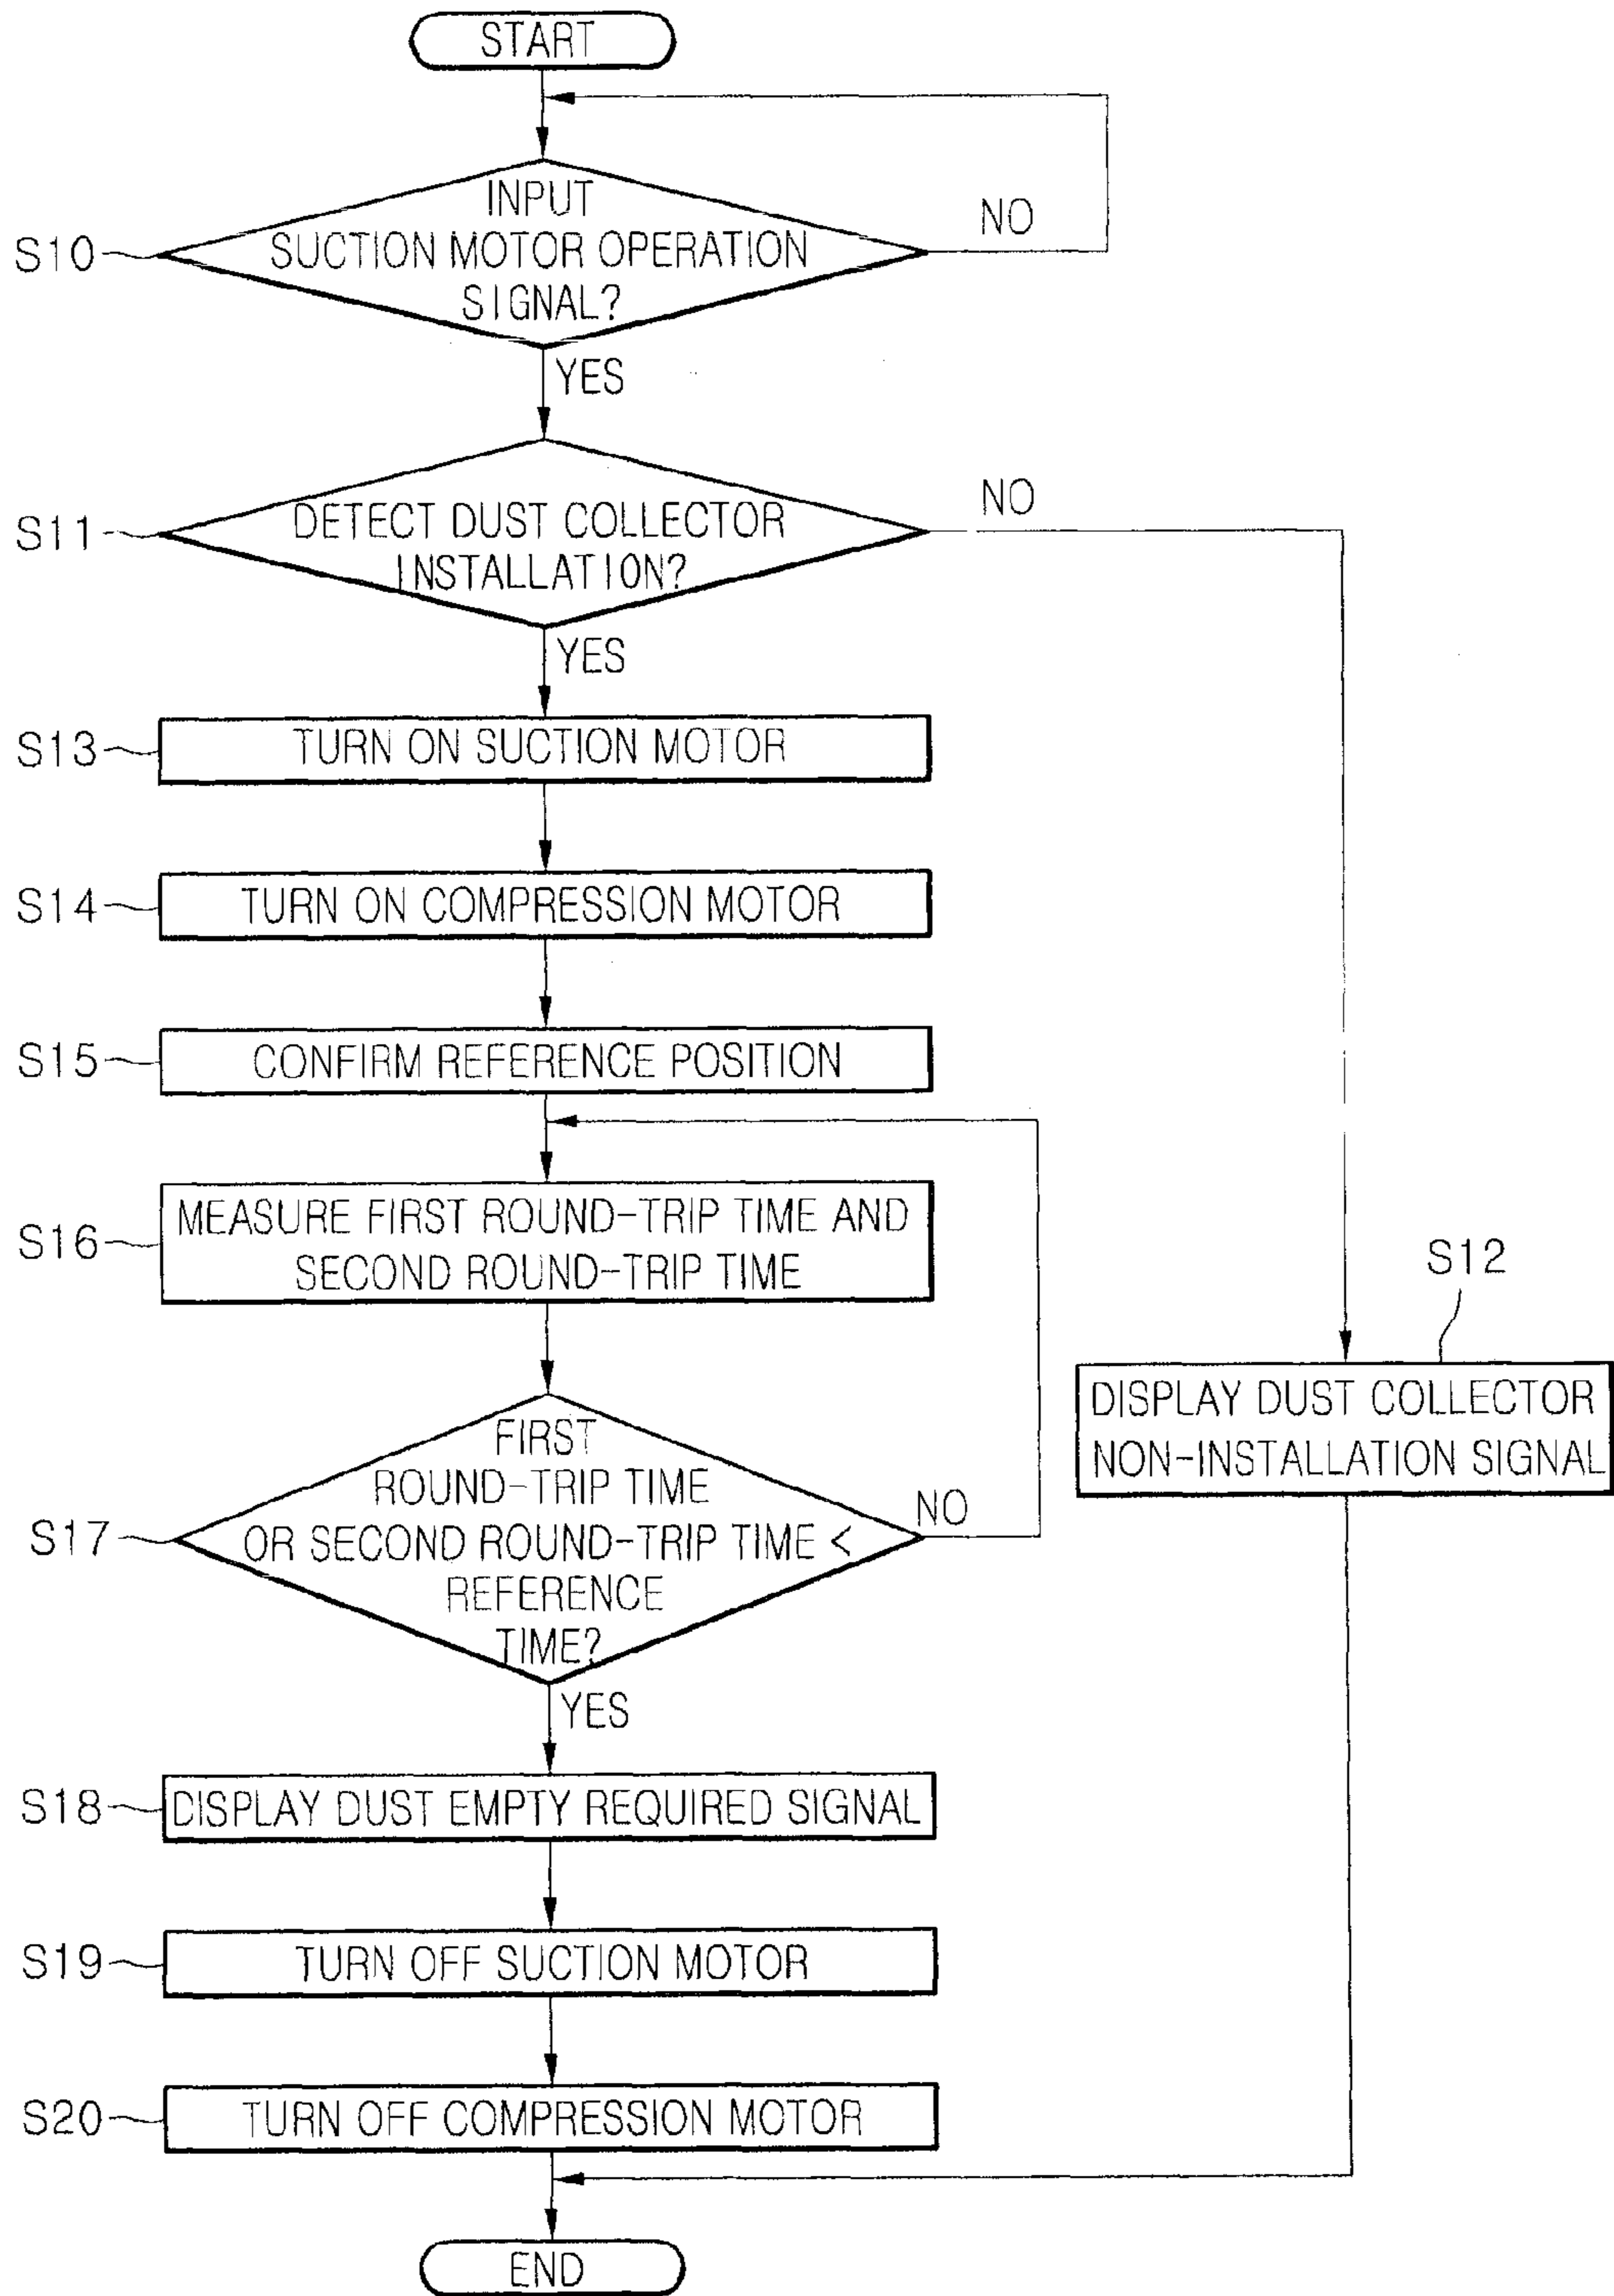 START
INPUT
SUCTION MOTOR OPERATION
SIGNAL?
S10
NO
YES
DETECT DUST COLLECTOR
INSTALLATION?
S11
NO
YES
S13
TURN ON SUCTION MOTOR
S14
TURN ON COMPRESSION MOTOR
S15
CONFIRM REFERENCE POSITION
S16
MEASURE FIRST ROUND-TRIP TIME AND
SECOND ROUND-TRIP TIME
S12
DISPLAY DUST COLLECTOR
NON-INSTALLATION SIGNAL
FIRST
ROUND-TRIP TIME
OR SECOND ROUND-TRIP TIME <
REFERENCE
TIME?
S17
NO
YES
S18
DISPLAY DUST EMPTY REQUIRED SIGNAL
S19
TURN OFF SUCTION MOTOR
S20
TURN OFF COMPRESSION MOTOR
END